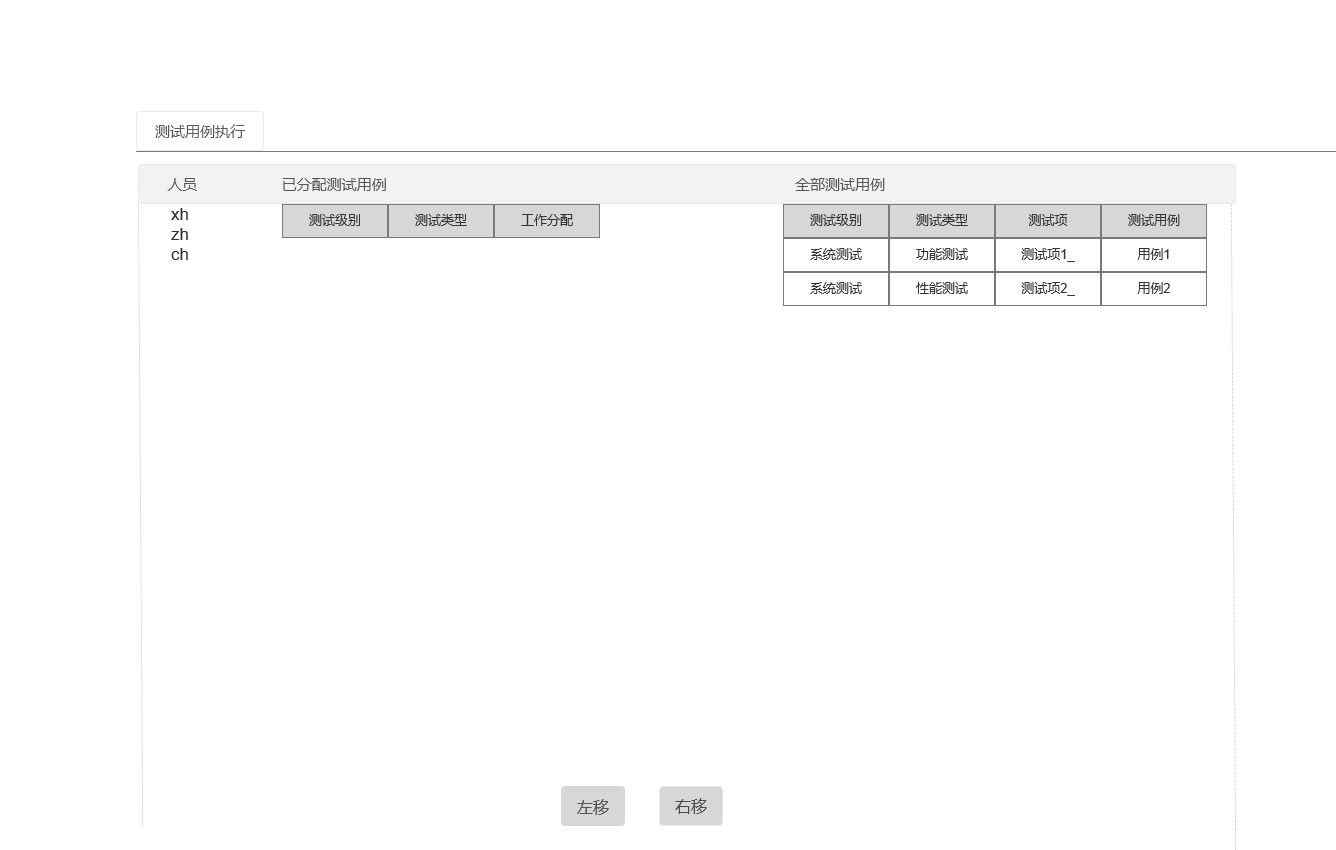 测试用例执行
人员 已分配测试用例 全部测试用例
xh 测试级别 测试类型 工作分配 测试级别 测试类型 测试项 测试用例
zh
ch 系统测试 功能测试 测试项1_ 用例1
系统测试 性能测试 测试项2_ 用例2
左移 右移